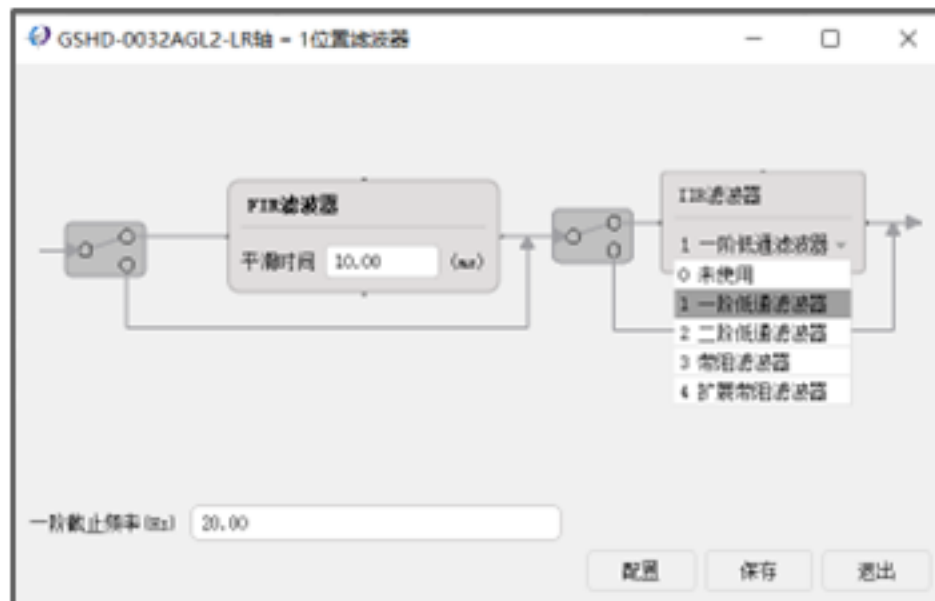 GSHD-0032AGL2-LR轴 = 1位置滤波器
FIR滤波器
平滑时间 10.00 (ms)
IIR滤波器
1 一阶低通滤波器
0 未使用
1 一阶低通滤波器
2 二阶低通滤波器
3 带阻滤波器
4 扩展带阻滤波器
一阶截止频率(Hz) 20.00
配置
保存
退出